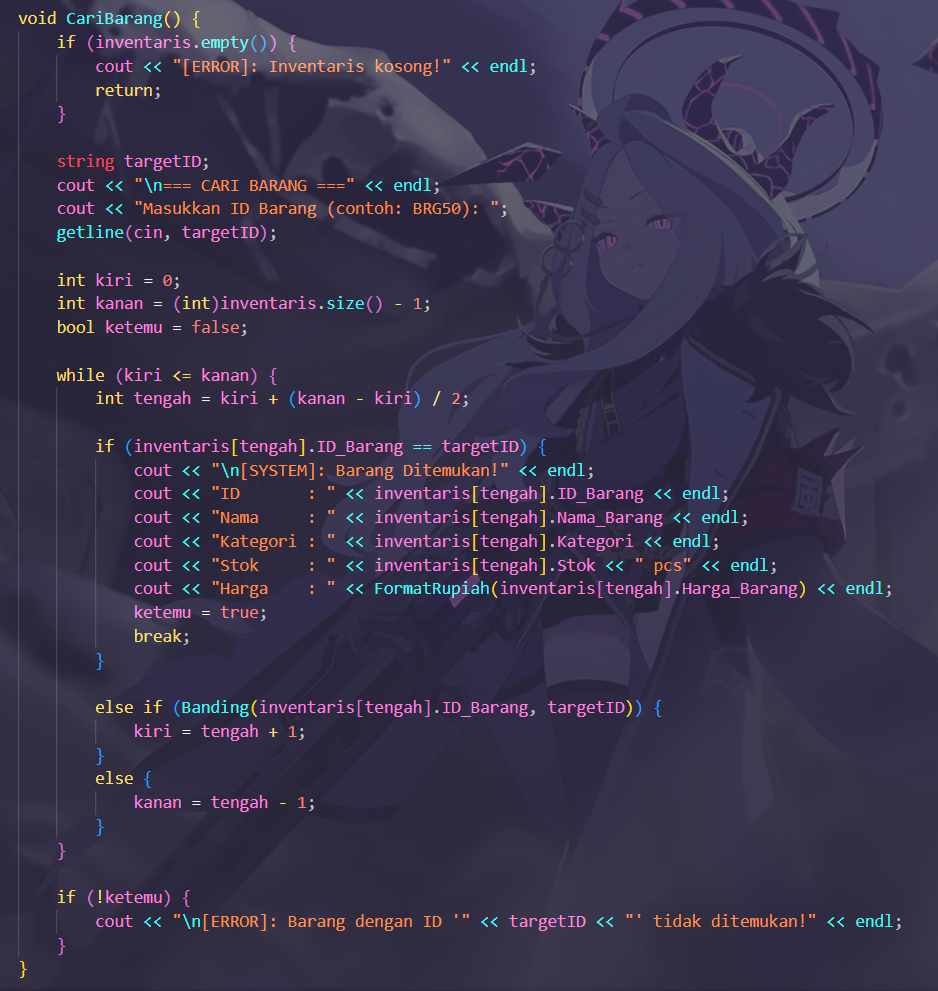 void CariBarang() {
    if (inventaris.empty()) {
        cout << "[ERROR]: Inventaris kosong!" << endl;
        return;
    }

    string targetID;
    cout << "\n=== CARI BARANG ===" << endl;
    cout << "Masukkan ID Barang (contoh: BRG50): ";
    getline(cin, targetID);

    int kiri = 0;
    int kanan = (int)inventaris.size() - 1;
    bool ketemu = false;

    while (kiri <= kanan) {
        int tengah = kiri + (kanan - kiri) / 2;

        if (inventaris[tengah].ID_Barang == targetID) {
            cout << "\n[SYSTEM]: Barang Ditemukan!" << endl;
            cout << "ID       : " << inventaris[tengah].ID_Barang << endl;
            cout << "Nama     : " << inventaris[tengah].Nama_Barang << endl;
            cout << "Kategori : " << inventaris[tengah].Kategori << endl;
            cout << "Stok     : " << inventaris[tengah].Stok << " pcs" << endl;
            cout << "Harga    : " << FormatRupiah(inventaris[tengah].Harga_Barang) << endl;
            ketemu = true;
            break;
        }

        else if (Banding(inventaris[tengah].ID_Barang, targetID)) {
            kiri = tengah + 1;
        }
        else {
            kanan = tengah - 1;
        }
    }

    if (!ketemu) {
        cout << "\n[ERROR]: Barang dengan ID '" << targetID << "' tidak ditemukan!" << endl;
    }
}